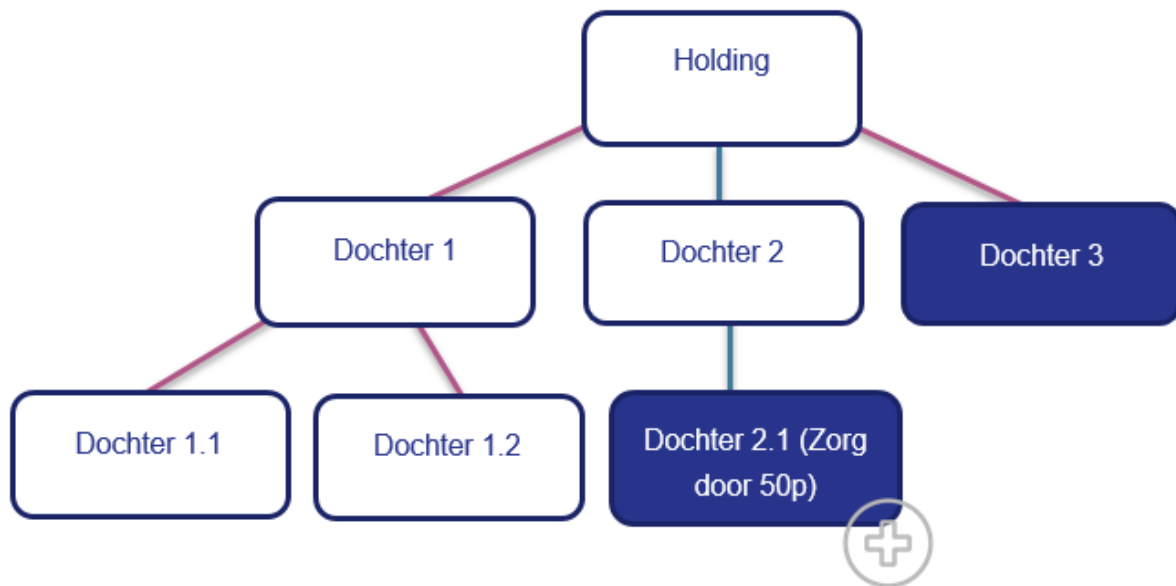 Holding
Dochter 1
Dochter 2
Dochter 3
Dochter 1.1
Dochter 1.2
Dochter 2.1 (Zorg
door 50p)